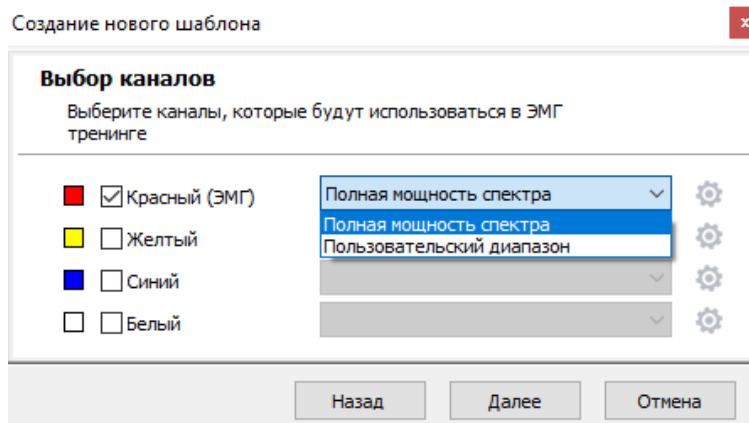 Создание нового шаблона
x
Выбор каналов
Выберите каналы, которые будут использоваться в ЭМГ
тренинге
Красный (ЭМГ)
Полная мощность спектра
Полная мощность спектра
Желтый
Пользовательский диапазон
Синий
Белый
Назад
Далее
Отмена